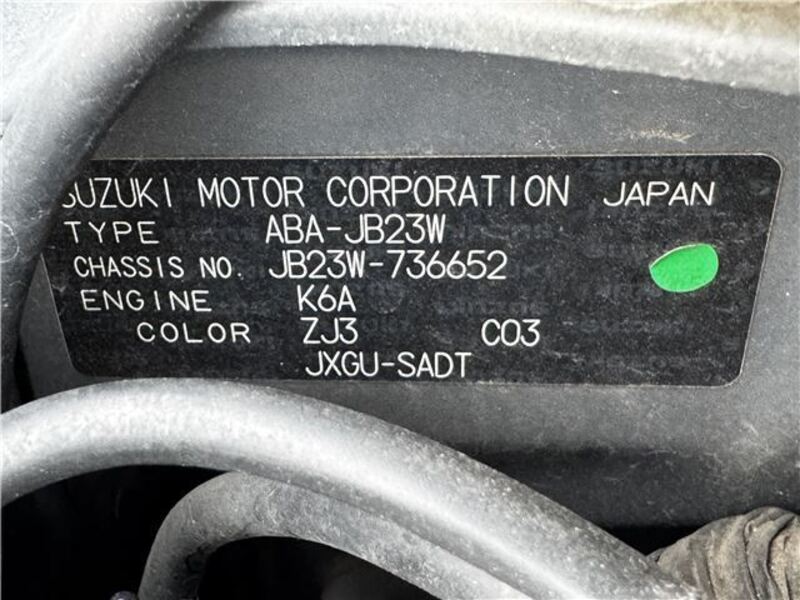 SUZUKI MOTOR CORPORATION JAPAN
TYPE ABA-JB23W
CHASSIS NO. JB23W-736652
ENGINE K6A
COLOR ZJ3 C03
JXGU-SADT